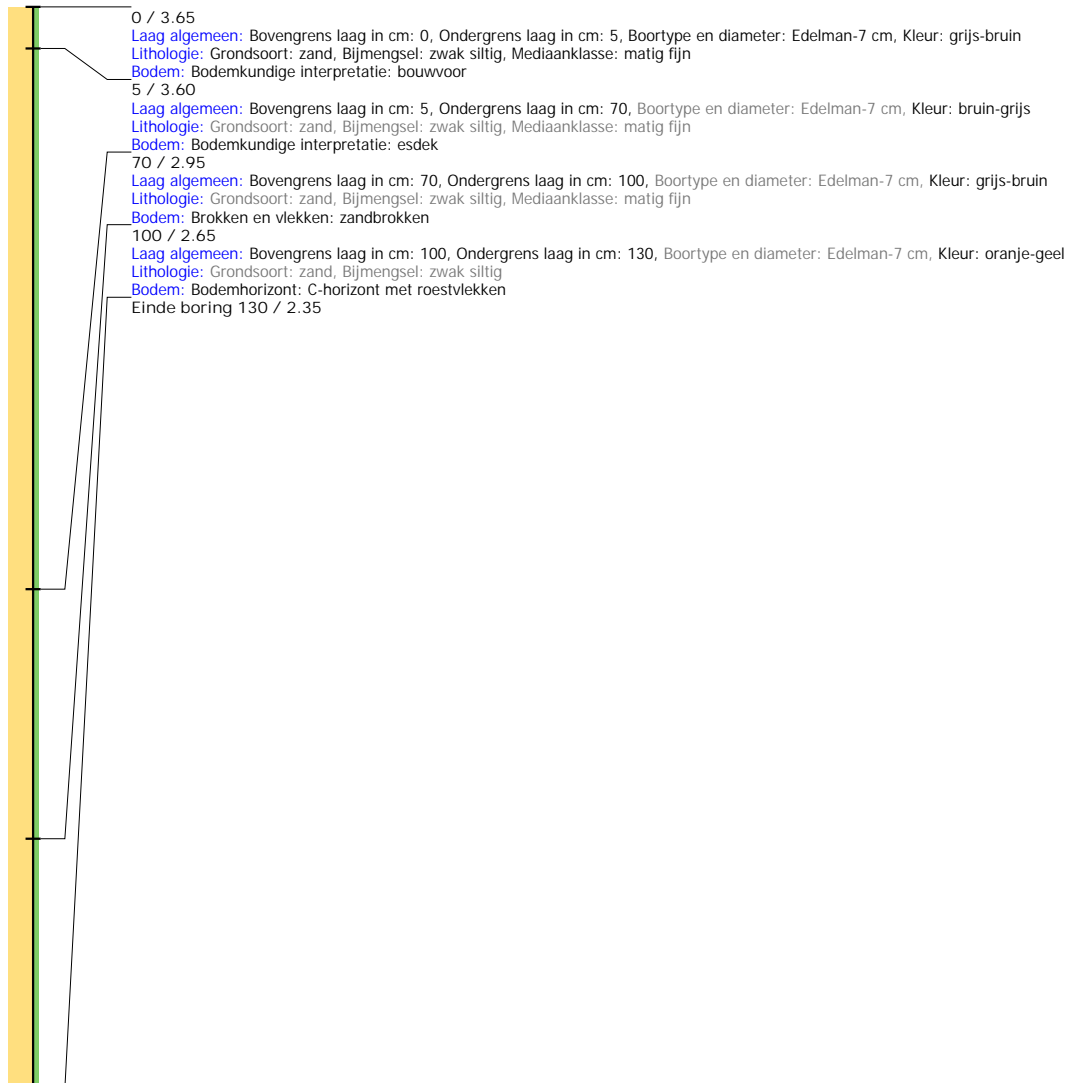 0 / 3.65
Laag algemeen: Bovengrens laag in cm: 0, Ondergrens laag in cm: 5, Boortype en diameter: Edelman-7 cm, Kleur: grijs-bruin
Lithologie: Grondsoort: zand, Bijmengsel: zwak siltig, Mediaanklasse: matig fijn
Bodem: Bodemkundige interpretatie: bouwvoor
5 / 3.60
Laag algemeen: Bovengrens laag in cm: 5, Ondergrens laag in cm: 70, Boortype en diameter: Edelman-7 cm, Kleur: bruin-grijs
Lithologie: Grondsoort: zand, Bijmengsel: zwak siltig, Mediaanklasse: matig fijn
Bodem: Bodemkundige interpretatie: esdek
70 / 2.95
Laag algemeen: Bovengrens laag in cm: 70, Ondergrens laag in cm: 100, Boortype en diameter: Edelman-7 cm, Kleur: grijs-bruin
Lithologie: Grondsoort: zand, Bijmengsel: zwak siltig, Mediaanklasse: matig fijn
Bodem: Brokken en vlekken: zandbrokken
100 / 2.65
Laag algemeen: Bovengrens laag in cm: 100, Ondergrens laag in cm: 130, Boortype en diameter: Edelman-7 cm, Kleur: oranje-geel
Lithologie: Grondsoort: zand, Bijmengsel: zwak siltig
Bodem: Bodemhorizont: C-horizont met roestvlekken
Einde boring 130 / 2.35